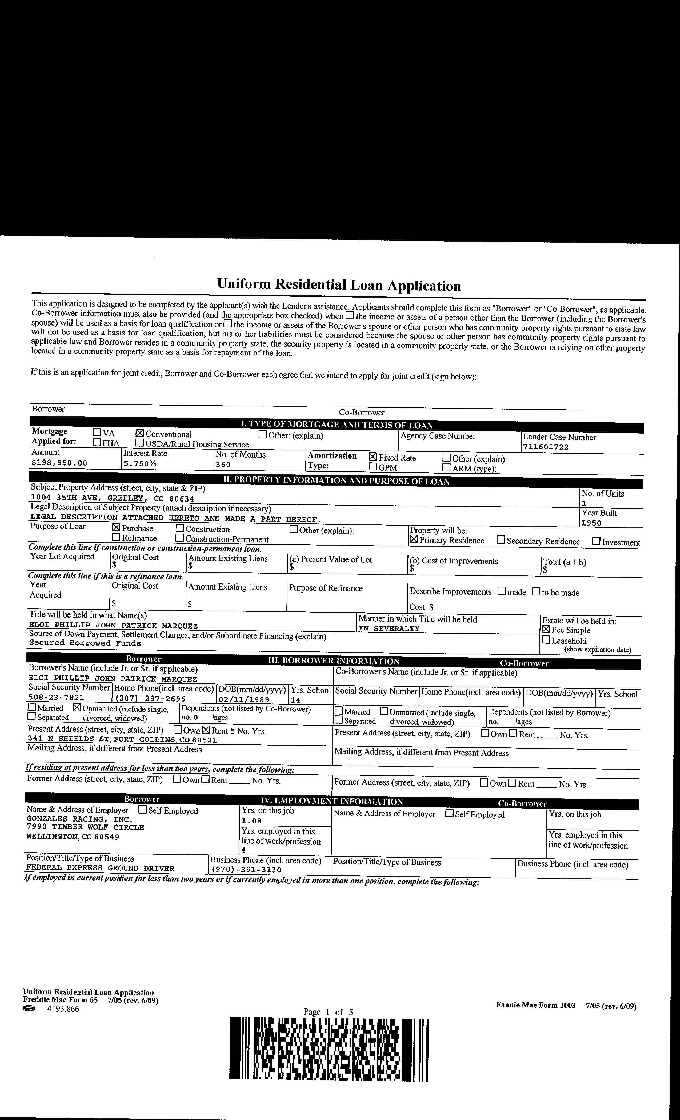 Uniform Residential Loan Application
This application is designed to be completed by the applicant(s) with the Lender's assistance. Applicants should complete this form as "Borrower" or "Co-Borrower", as applicable.
Co-Borrower information must also be provided (and the appropriate box checked) when ☐ the income or assets of a person other than the Borrower (including the Borrower's
spouse) will be used as a basis for loan qualification or ☐ the income or assets of the Borrower's spouse or other person who has community property rights pursuant to state law
will not be used as a basis for loan qualification, but his or her liabilities must be considered because the spouse or other person has community property rights pursuant to
applicable law and Borrower resides in a community property state, the security property is located in a community property state, or the Borrower is relying on other property
located in a community property state as a basis for repayment of the loan.
If this is an application for joint credit, Borrower and Co-Borrower each agree that we intend to apply for joint credit (sign below):
Borrower Co-Borrower
I. TYPE OF MORTGAGE AND TERMS OF LOAN
Mortgage Applied for: ☐ VA ☒ Conventional ☐ Other: (explain) Agency Case Number Lender Case Number
☐ FHA ☐ USDA/Rural Housing Service 711601722
Amount Interest Rate No. of Months Amortization Type: ☒ Fixed Rate ☐ Other (explain):
5.750% 360 ☐ GPM ☐ ARM (type):
II. PROPERTY INFORMATION AND PURPOSE OF LOAN
Subject Property Address (street, city, state & ZIP) No. of Units
1004 35TH AVE, GREELEY, CO 80634 1
Legal Description of Subject Property (attach description if necessary) Year Built
LEGAL DESCRIPTION ATTACHED HERETO AND MADE A PART HEREOF. 1950
Purpose of Loan ☒ Purchase ☐ Construction ☐ Other (explain): Property will be:
☐ Refinance ☐ Construction-Permanent ☒ Primary Residence ☐ Secondary Residence ☐ Investment
Complete this line if construction or construction-permanent loan.
Year Lot Acquired Original Cost Amount Existing Liens (a) Present Value of Lot (b) Cost of Improvements Total (a + b)
$ $ $ $ $
Complete this line if this is a refinance loan.
Year Acquired Original Cost Amount Existing Liens Purpose of Refinance Describe Improvements ☐ made ☐ to be made
$ $ Cost: $
Title will be held in what Name(s) Manner in which Title will be held Estate will be held in:
ELOI PHILLIP JOHN PATRICK MARQUEZ IN SEVERALTY ☒ Fee Simple
Source of Down Payment, Settlement Charges, and/or Subordinate Financing (explain) ☐ Leasehold
Secured Borrowed Funds (show expiration date)
Borrower III. BORROWER INFORMATION Co-Borrower
Borrower's Name (include Jr. or Sr. if applicable) Co-Borrower's Name (include Jr. or Sr. if applicable)
ELOI PHILLIP JOHN PATRICK MARQUEZ
Social Security Number Home Phone (incl. area code) DOB (mm/dd/yyyy) Yrs. School Social Security Number Home Phone (incl. area code) DOB (mm/dd/yyyy) Yrs. School
508-23-7821 (307) 287-2695 02/11/1989 14
☐ Married ☒ Unmarried (include single, Dependents (not listed by Co-Borrower) ☐ Married ☐ Unmarried (include single, Dependents (not listed by Borrower)
☐ Separated divorced, widowed) no. 0 ages ☐ Separated divorced, widowed) no. ages
Present Address (street, city, state, ZIP) ☐ Own ☒ Rent 5 No. Yrs. Present Address (street, city, state, ZIP) ☐ Own ☐ Rent No. Yrs.
341 N SHIELDS ST, FORT COLLINS, CO
Mailing Address, if different from Present Address Mailing Address, if different from Present Address
If residing at present address for less than two years, complete the following:
Former Address (street, city, state, ZIP) ☐ Own ☐ Rent No. Yrs. Former Address (street, city, state, ZIP) ☐ Own ☐ Rent No. Yrs.
Borrower IV. EMPLOYMENT INFORMATION Co-Borrower
Name & Address of Employer ☐ Self Employed Yrs. on this job Name & Address of Employer ☐ Self Employed Yrs. on this job
GONZALES RACING, INC. 1.08
7990 TIMBER WOLF CIRCLE Yrs. employed in this line of work/profession Yrs. employed in this line of work/profession
WELLINGTON, CO 80549 4
Position/Title/Type of Business Business Phone (incl. area code) Position/Title/Type of Business Business Phone (incl. area code)
FEDERAL EXPRESS GROUND DRIVER (970)-391-3330
If employed in current position for less than two years or if currently employed in more than one position, complete the following:
Uniform Residential Loan Application
Freddie Mac Form 65 7/05 (rev. 6/09) Fannie Mae Form 1003 7/05 (rev. 6/09)
Page 1 of 5